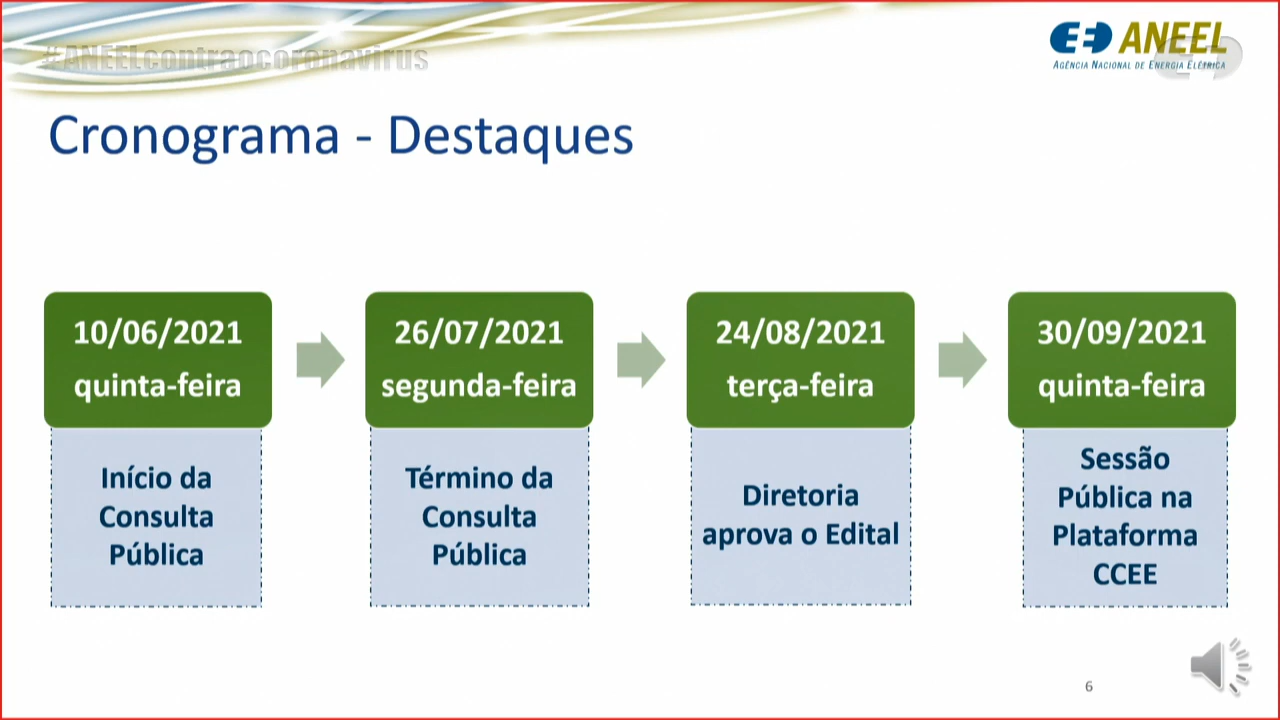 #ANEELcontraocoronavirus
ANEEL
AGÊNCIA NACIONAL DE ENERGIA ELÉTRICA
Cronograma - Destaques
10/06/2021
quinta-feira
Início da
Consulta
Pública
26/07/2021
segunda-feira
Término da
Consulta
Pública
24/08/2021
terça-feira
Diretoria
aprova o Edital
30/09/2021
quinta-feira
Sessão
Pública na
Plataforma
CCEE
6